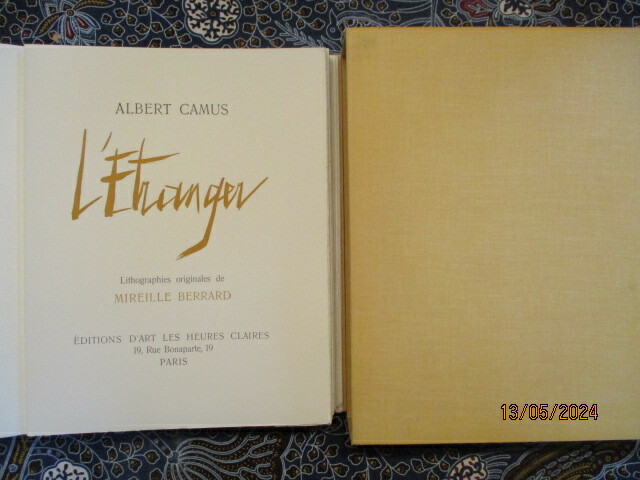 ALBERT CAMUS
L'Etranger
Lithographies originales de
MIREILLE BERRARD
ÉDITIONS D'ART LES HEURES CLAIRES
19, Rue Bonaparte, 19
PARIS
13/05/2024